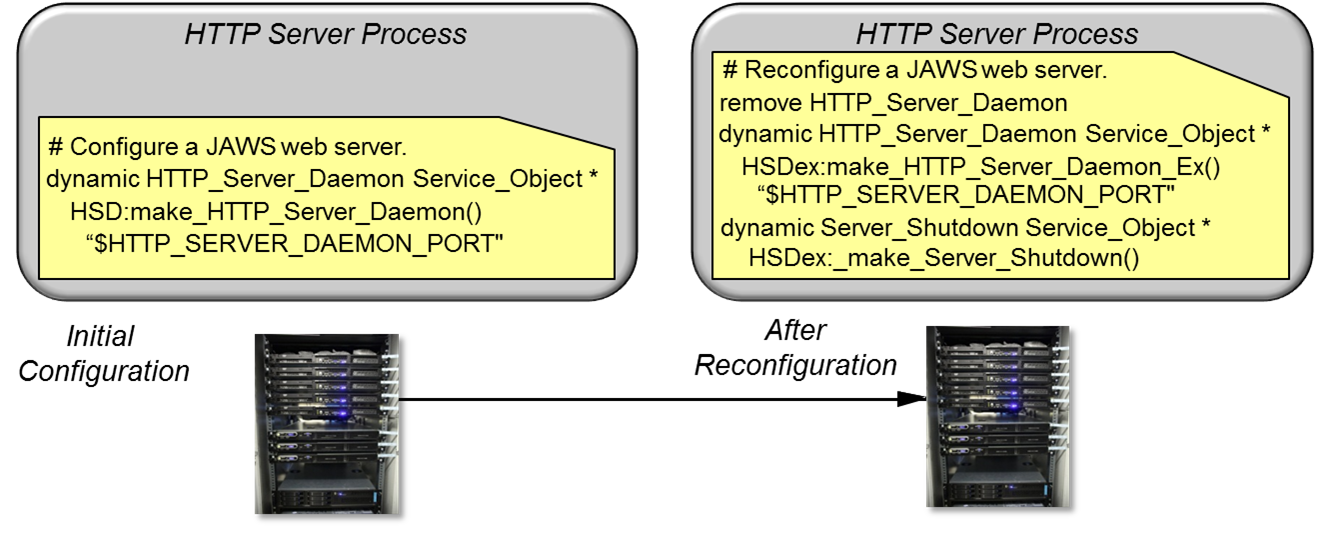 HTTP Server Process
# Configure a JAWS web server.
dynamic HTTP_Server_Daemon Service_Object *
HSD:make_HTTP_Server_Daemon()
“$HTTP_SERVER_DAEMON_PORT"
Initial
Configuration
HTTP Server Process
# Reconfigure a JAWS web server.
remove HTTP_Server_Daemon
dynamic HTTP_Server_Daemon Service_Object *
HSDex:make_HTTP_Server_Daemon_Ex()
“$HTTP_SERVER_DAEMON_PORT"
dynamic Server_Shutdown Service_Object *
HSDex:_make_Server_Shutdown()
After
Reconfiguration